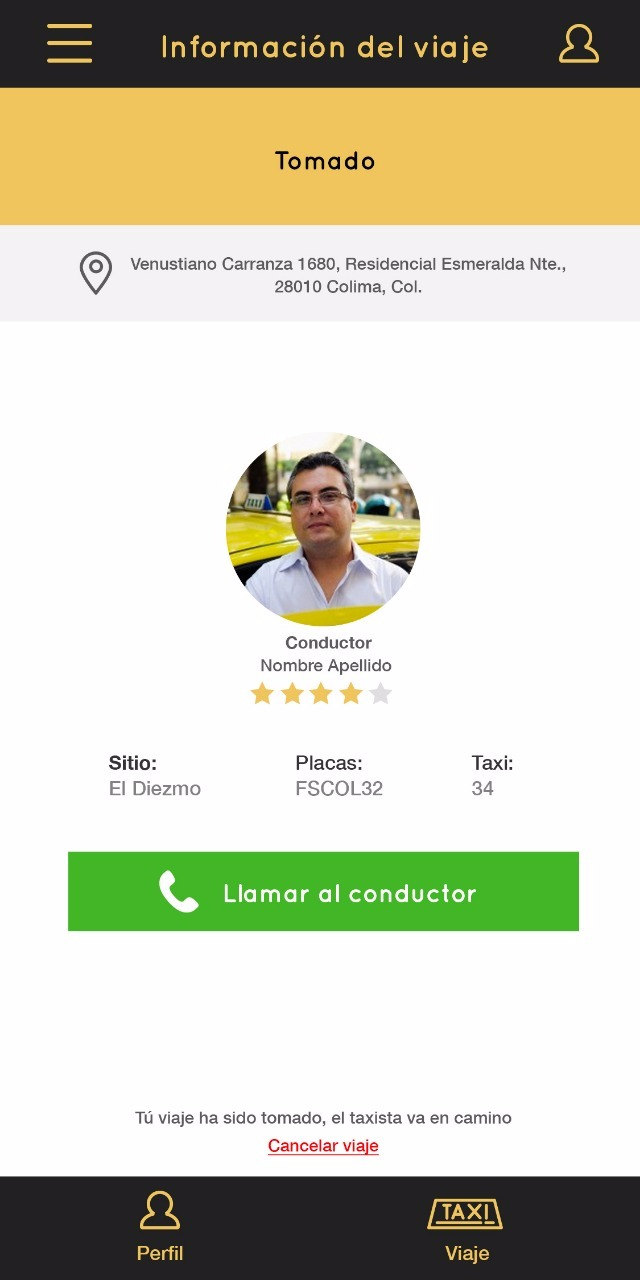 Información del viaje
Tomado
Venustiano Carranza 1680, Residencial Esmeralda Nte.,
28010 Colima, Col.
Conductor
Nombre Apellido
Sitio: Placas: Taxi:
El Diezmo FSCOL32 34
Llamar al conductor
Tú viaje ha sido tomado, el taxista va en camino
Cancelar viaje
TAXI
Perfil Viaje